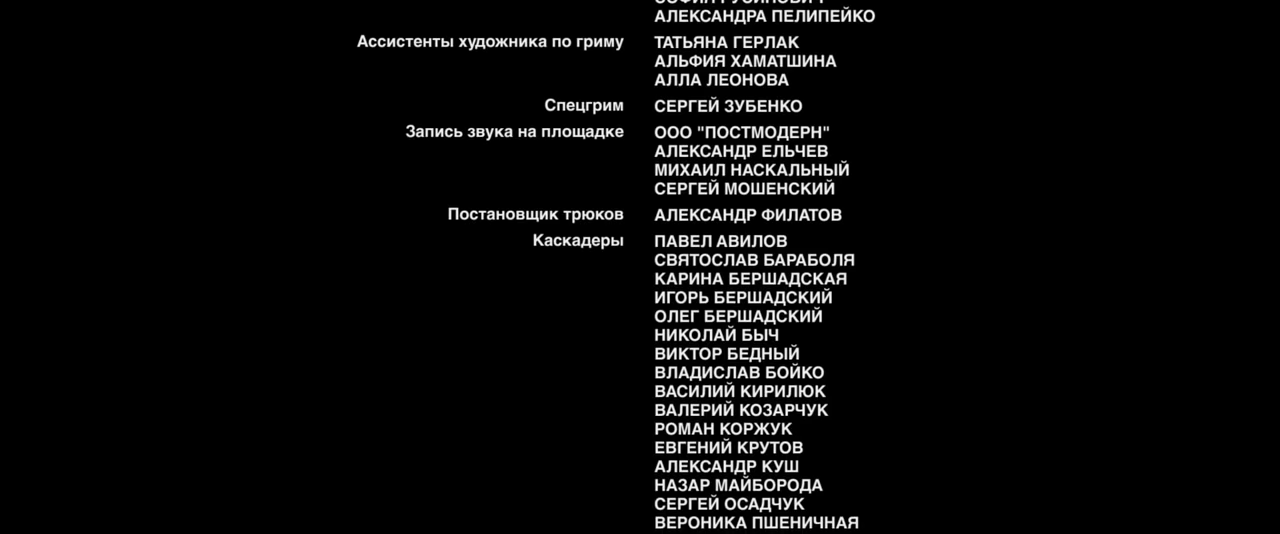 АЛЕКСАНДРА ПЕЛИПЕЙКО
Ассистенты художника по гриму ТАТЬЯНА ГЕРЛАК
АЛЬФИЯ ХАМАТШИНА
АЛЛА ЛЕОНОВА
Спецгрим СЕРГЕЙ ЗУБЕНКО
Запись звука на площадке ООО "ПОСТМОДЕРН"
АЛЕКСАНДР ЕЛЬЧЕВ
МИХАИЛ НАСКАЛЬНЫЙ
СЕРГЕЙ МОШЕНСКИЙ
Постановщик трюков АЛЕКСАНДР ФИЛАТОВ
Каскадеры ПАВЕЛ АВИЛОВ
СВЯТОСЛАВ БАРАБОЛЯ
КАРИНА БЕРШАДСКАЯ
ИГОРЬ БЕРШАДСКИЙ
ОЛЕГ БЕРШАДСКИЙ
НИКОЛАЙ БЫЧ
ВИКТОР БЕДНЫЙ
ВЛАДИСЛАВ БОЙКО
ВАСИЛИЙ КИРИЛЮК
ВАЛЕРИЙ КОЗАРЧУК
РОМАН КОРЖУК
ЕВГЕНИЙ КРУТОВ
АЛЕКСАНДР КУШ
НАЗАР МАЙБОРОДА
СЕРГЕЙ ОСАДЧУК
ВЕРОНИКА ПШЕНИЧНАЯ